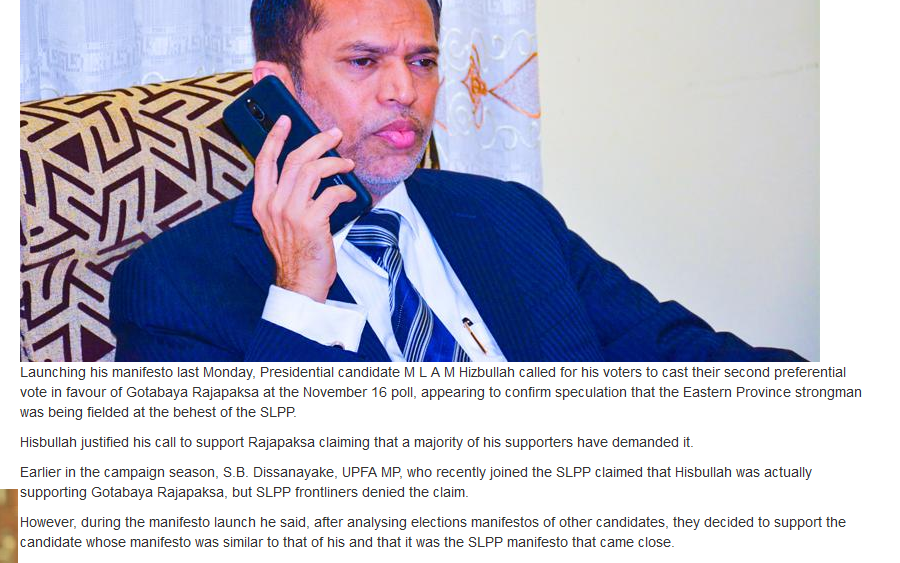 Launching his manifesto last Monday, Presidential candidate M L A M Hizbullah called for his voters to cast their second preferential
vote in favour of Gotabaya Rajapaksa at the November 16 poll, appearing to confirm speculation that the Eastern Province strongman
was being fielded at the behest of the SLPP.
Hisbullah justified his call to support Rajapaksa claiming that a majority of his supporters have demanded it.
Earlier in the campaign season, S.B. Dissanayake, UPFA MP, who recently joined the SLPP claimed that Hisbullah was actually
supporting Gotabaya Rajapaksa, but SLPP frontliners denied the claim.
However, during the manifesto launch he said, after analysing elections manifestos of other candidates, they decided to support the
candidate whose manifesto was similar to that of his and that it was the SLPP manifesto that came close.